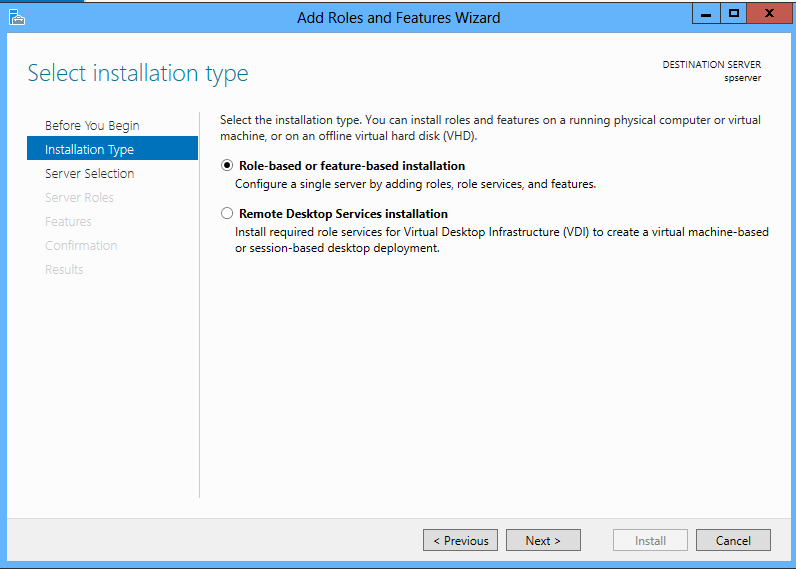 Add Roles and Features Wizard
Select installation type
DESTINATION SERVER
spserver
Before You Begin
Installation Type
Server Selection
Server Roles
Features
Confirmation
Results
Select the installation type. You can install roles and features on a running physical computer or virtual
machine, or on an offline virtual hard disk (VHD).
Role-based or feature-based installation
Configure a single server by adding roles, role services, and features.
Remote Desktop Services installation
Install required role services for Virtual Desktop Infrastructure (VDI) to create a virtual machine-based
or session-based desktop deployment.
< Previous
Next >
Install
Cancel